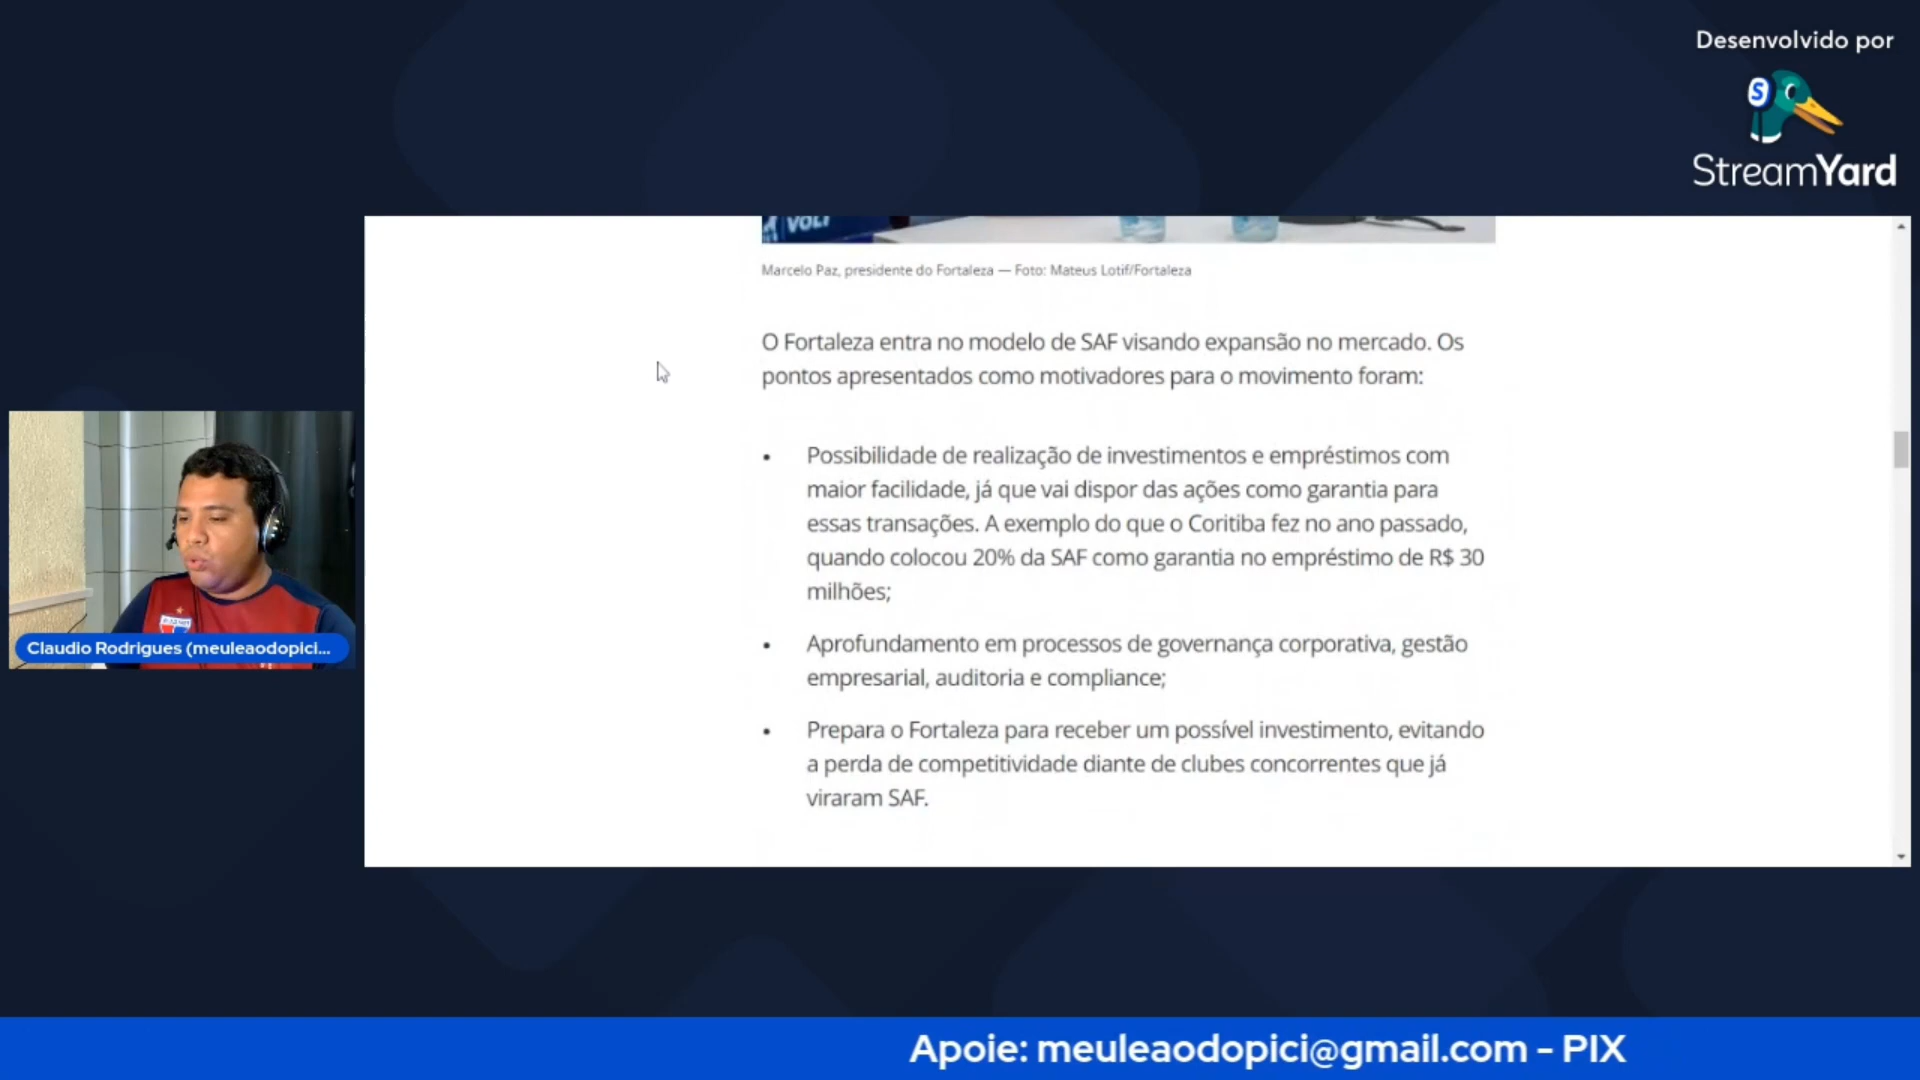 Desenvolvido por
S
StreamYard
VOLT
Marcelo Paz, presidente do Fortaleza — Foto: Mateus Lotif/Fortaleza
O Fortaleza entra no modelo de SAF visando expansão no mercado. Os
pontos apresentados como motivadores para o movimento foram:
• Possibilidade de realização de investimentos e empréstimos com
maior facilidade, já que vai dispor das ações como garantia para
essas transações. A exemplo do que o Coritiba fez no ano passado,
quando colocou 20% da SAF como garantia no empréstimo de R$ 30
milhões;
• Aprofundamento em processos de governança corporativa, gestão
empresarial, auditoria e compliance;
• Prepara o Fortaleza para receber um possível investimento, evitando
a perda de competitividade diante de clubes concorrentes que já
viraram SAF.
Claudio Rodrigues (meuleaodopici...
Apoie: meuleaodopici@gmail.com - PIX